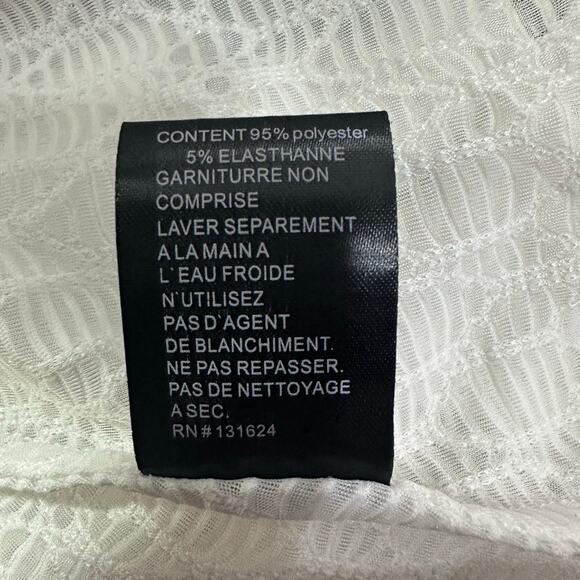 CONTENT 95% polyester
5% ELASTHANNE
GARNITURRE NON
COMPRISE
LAVER SEPAREMENT
A LA MAIN A
L'EAU FROIDE
N'UTILISEZ
PAS D'AGENT
DE BLANCHIMENT.
NE PAS REPASSER.
PAS DE NETTOYAGE
A SEC.
RN # 131624